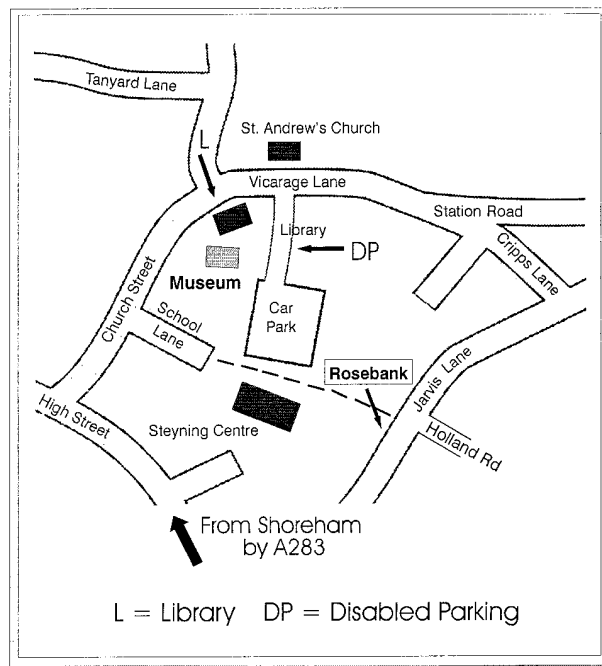 Tanyard Lane
St. Andrew's Church
L
Vicarage Lane
Station Road
Library
DP
Cripps Lane
Museum
Church Street
School
Lane
Car
Park
Rosebank
Jarvis Lane
High Street
Steyning Centre
Holland Rd
From Shoreham
by A283
L = Library DP = Disabled Parking